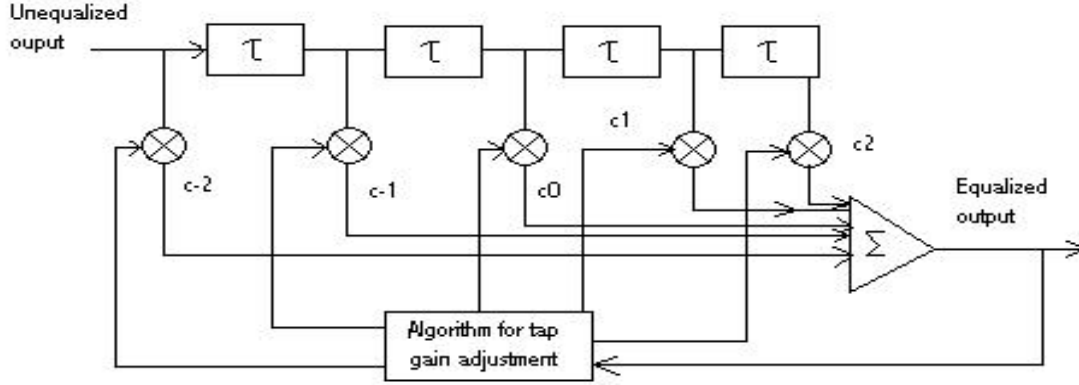 Unequalized
ouput
τ
τ
τ
τ
c1
c2
c-2
c-1
c0
Equalized
output
Σ
Algorithm for tap
gain adjustment